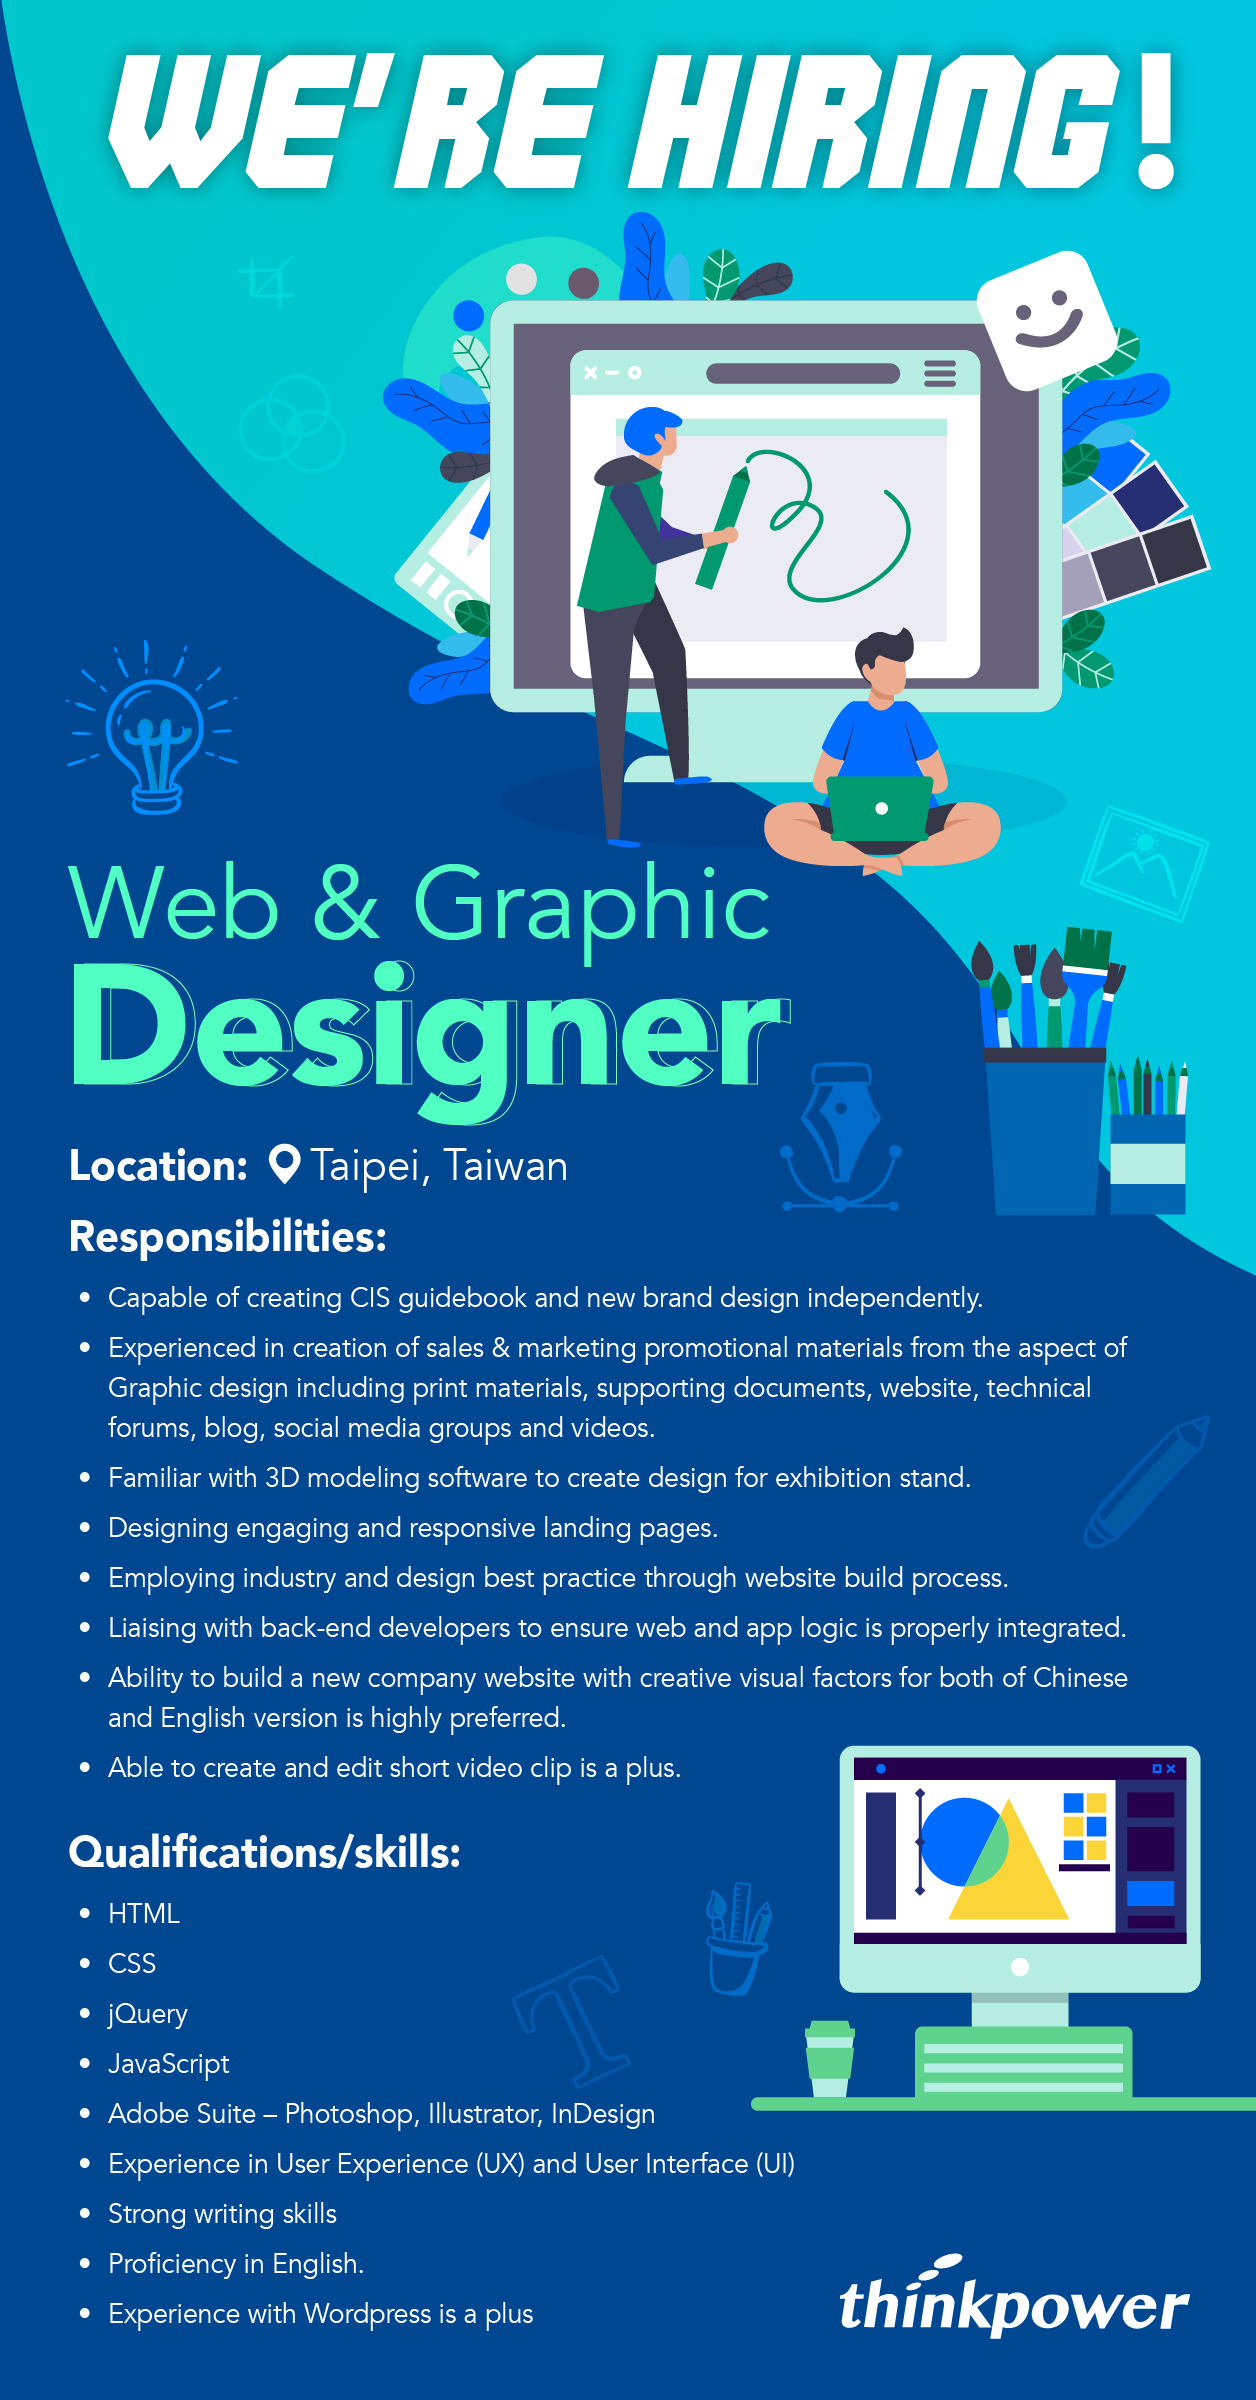 WE'RE HIRING!
Web & Graphic
Designer
Location: Taipei, Taiwan
Responsibilities:
• Capable of creating CIS guidebook and new brand design independently.
• Experienced in creation of sales & marketing promotional materials from the aspect of
Graphic design including print materials, supporting documents, website, technical
forums, blog, social media groups and videos.
• Familiar with 3D modeling software to create design for exhibition stand.
• Designing engaging and responsive landing pages.
• Employing industry and design best practice through website build process.
• Liaising with back-end developers to ensure web and app logic is properly integrated.
• Ability to build a new company website with creative visual factors for both of Chinese
and English version is highly preferred.
• Able to create and edit short video clip is a plus.
Qualifications/skills:
• HTML
• CSS
• jQuery
• JavaScript
• Adobe Suite – Photoshop, Illustrator, InDesign
• Experience in User Experience (UX) and User Interface (UI)
• Strong writing skills
• Proficiency in English.
• Experience with Wordpress is a plus
T
thinkpower